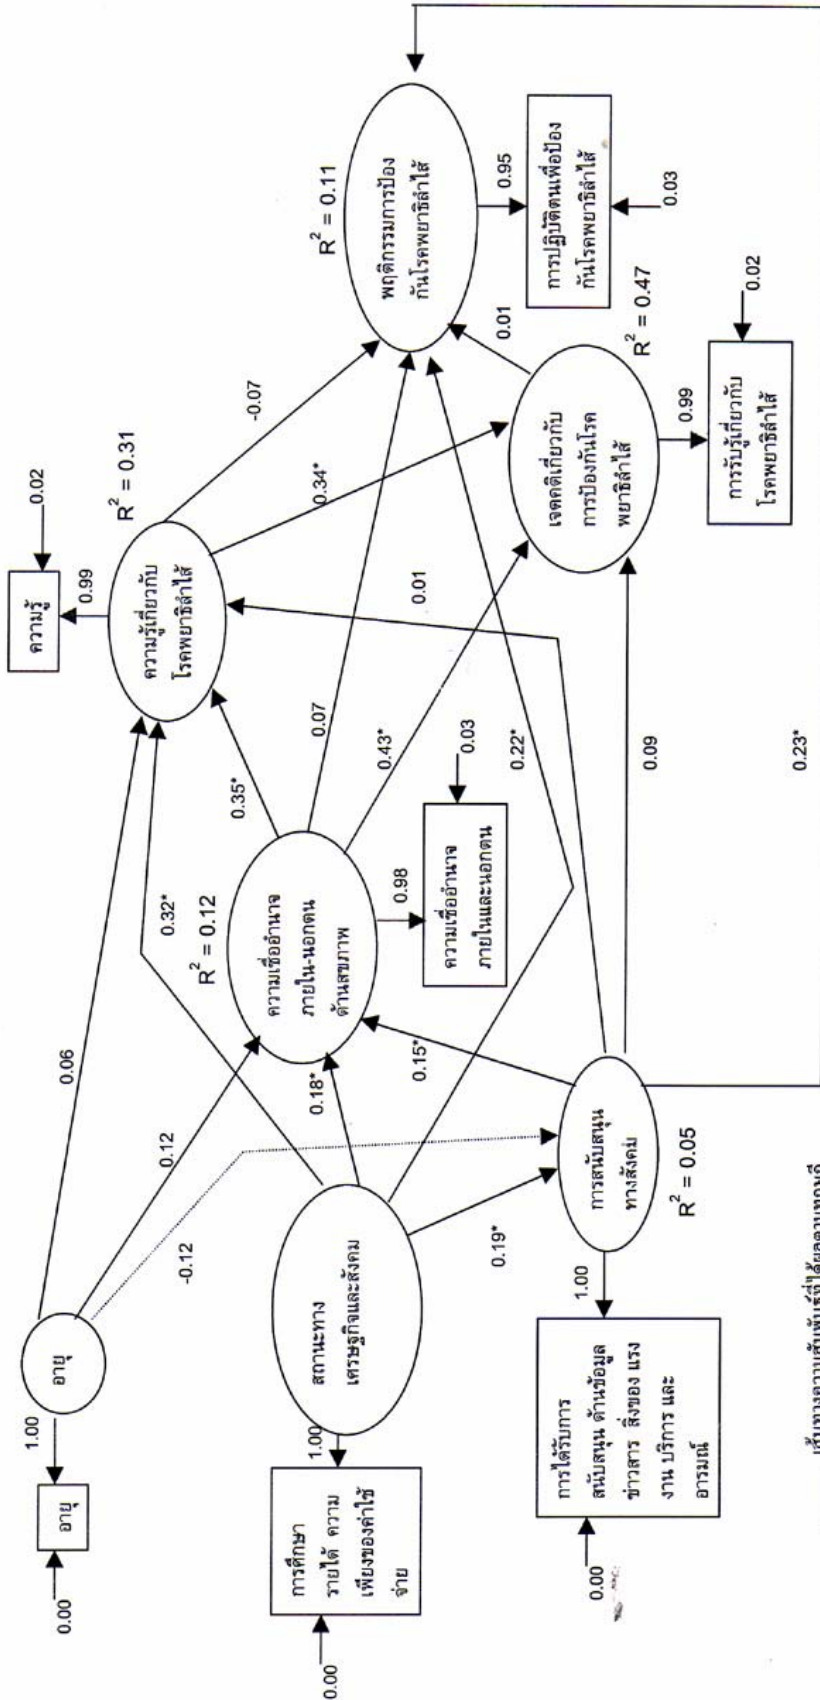 0.00
อายุ
1.00
อายุ
0.06
0.12
-0.12
0.00
การศึกษา
รายได้ ความ
เพียงของค่าใช้
จ่าย
1.00
สถานะทาง
เศรษฐกิจและสังคม
0.32*
0.18*
0.19*
0.22*
0.00
การได้รับการ
สนับสนุน ด้านข้อมูล
ข่าวสาร สิ่งของ แรง
งาน บริการ และ
อารมณ์
1.00
การสนับสนุน
ทางสังคม
R² = 0.05
0.15*
0.01
0.09
0.23*
R² = 0.12
ความเชื่ออำนาจ
ภายใน-นอกตน
ด้านสุขภาพ
0.98
ความเชื่ออำนาจ
ภายในและนอกตน
0.03
0.35*
0.07
0.43*
ความรู้
0.02
0.99
R² = 0.31
ความรู้เกี่ยวกับ
โรคพยาธิลำไส้
-0.07
0.34*
เจตคติเกี่ยวกับ
การป้องกันโรค
พยาธิลำไส้
R² = 0.47
0.99
การรับรู้เกี่ยวกับ
โรคพยาธิลำไส้
0.02
0.01
R² = 0.11
พฤติกรรมการป้อง
กันโรคพยาธิลำไส้
0.95
การปฏิบัติตนเพื่อป้อง
กันโรคพยาธิลำไส้
0.03